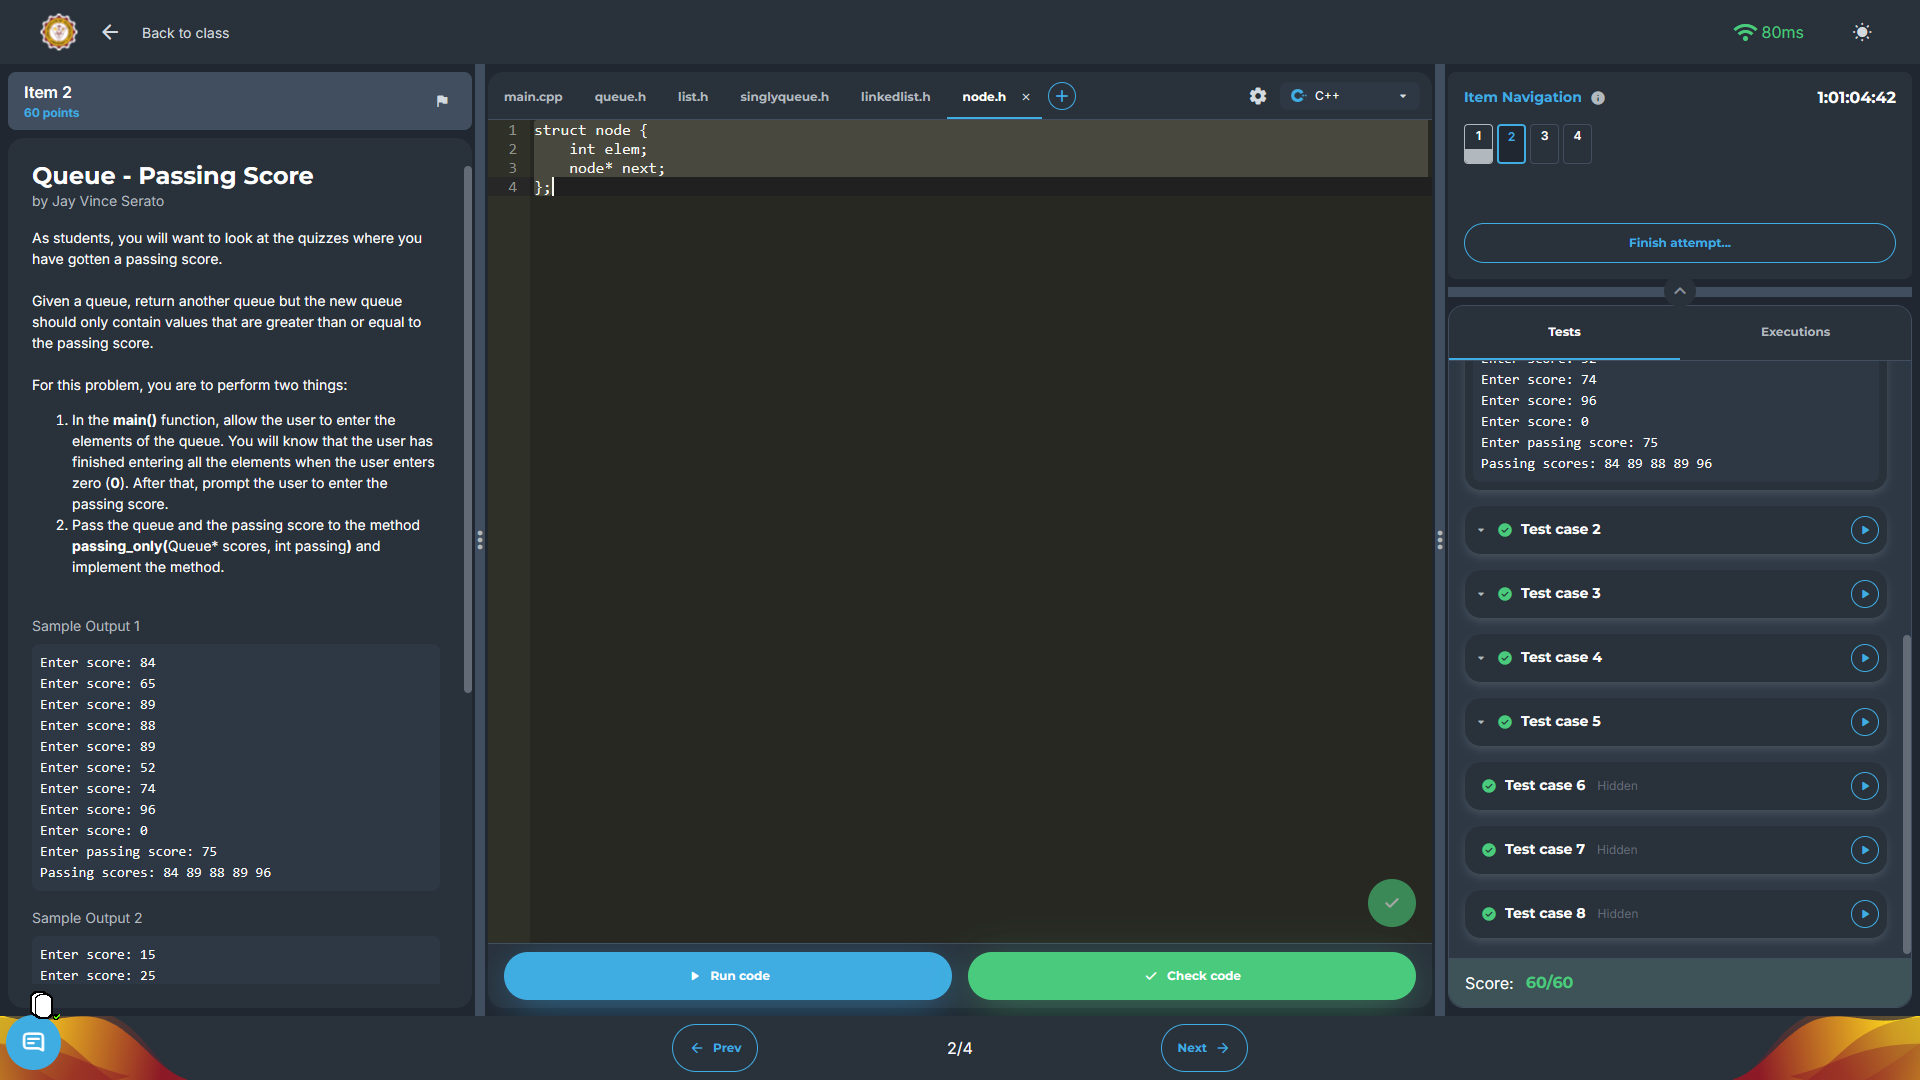 Back to class
80ms
Item 2
60 points
Queue - Passing Score
by Jay Vince Serato
As students, you will want to look at the quizzes where you
have gotten a passing score.
Given a queue, return another queue but the new queue
should only contain values that are greater than or equal to
the passing score.
For this problem, you are to perform two things:
1. In the main() function, allow the user to enter the
elements of the queue. You will know that the user has
finished entering all the elements when the user enters
zero (0). After that, prompt the user to enter the
passing score.
2. Pass the queue and the passing score to the method
passing_only(Queue* scores, int passing) and
implement the method.
Sample Output 1
Enter score: 84
Enter score: 65
Enter score: 89
Enter score: 88
Enter score: 89
Enter score: 52
Enter score: 74
Enter score: 96
Enter score: 0
Enter passing score: 75
Passing scores: 84 89 88 89 96
Sample Output 2
Enter score: 15
Enter score: 25
main.cpp queue.h list.h singlyqueue.h linkedlist.h node.h × +
C++
1 struct node {
2 int elem;
3 node* next;
4 };
Run code
Check code
Item Navigation
1:01:04:42
1 2 3 4
Finish attempt...
Tests Executions
Enter score: 52
Enter score: 74
Enter score: 96
Enter score: 0
Enter passing score: 75
Passing scores: 84 89 88 89 96
Test case 2
Test case 3
Test case 4
Test case 5
Test case 6 Hidden
Test case 7 Hidden
Test case 8 Hidden
Score: 60/60
Prev
2/4
Next